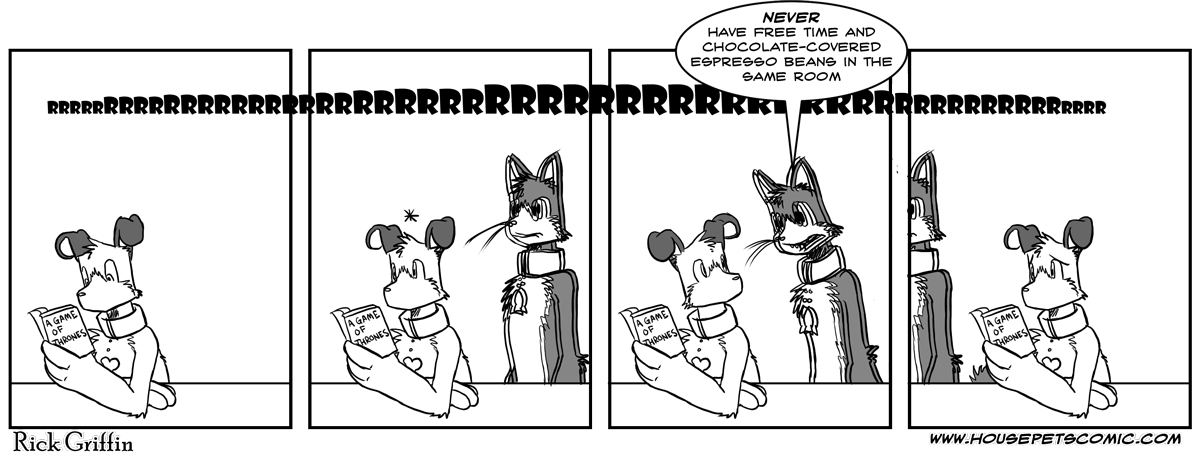 NEVER
HAVE FREE TIME AND
CHOCOLATE-COVERED
ESPRESSO BEANS IN THE
SAME ROOM
RRRRRRRRRRRRRRRRRRRRRRRRRRRRRRRRRRRRRRRRRRRRRRRRRRRRRR
A GAME
OF
THRONES
A GAME
OF
THRONES
A GAME
OF
THRONES
A GAME
OF
THRONES
Rick Griffin
WWW.HOUSEPETSCOMIC.COM